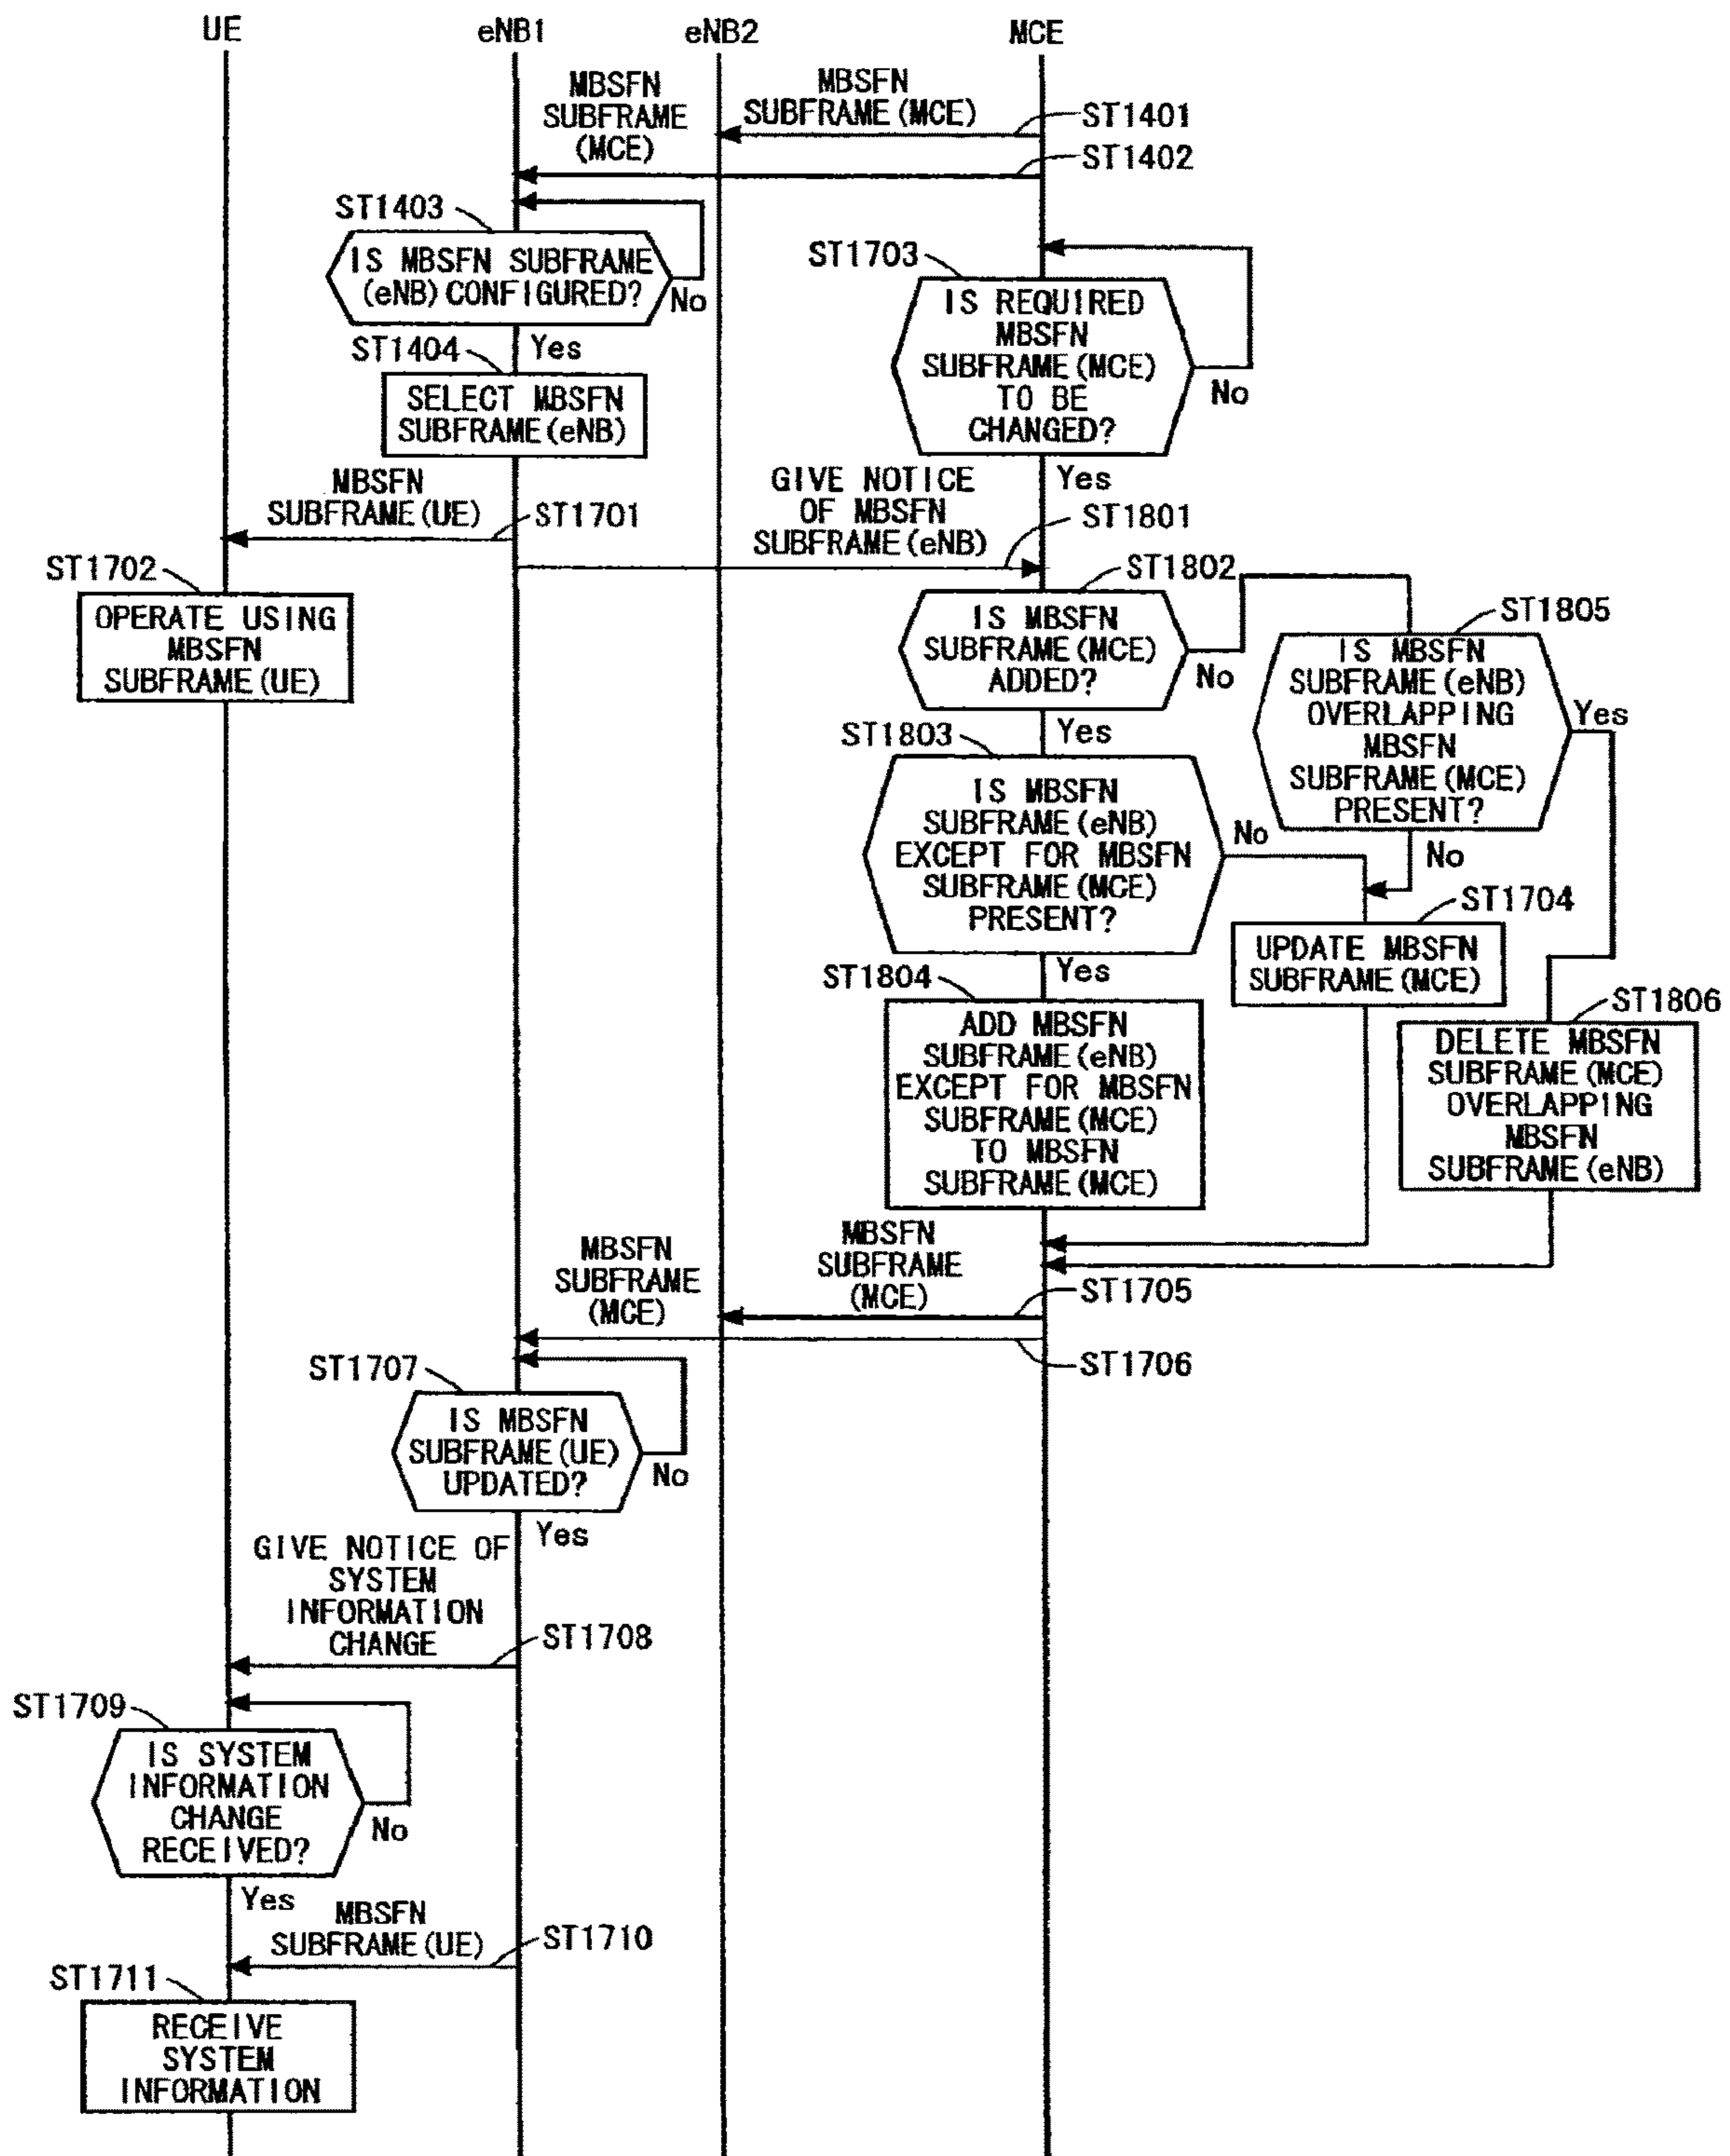 UE
eNB1
eNB2
MCE
MBSFN
SUBFRAME
(MCE)
MBSFN
SUBFRAME(MCE)
ST1401
ST1402
ST1403
IS MBSFN SUBFRAME
(eNB)CONFIGURED?
No
Yes
ST1404
SELECT MBSFN
SUBFRAME(eNB)
ST1703
IS REQUIRED
MBSFN
SUBFRAME(MCE)
TO BE
CHANGED?
No
Yes
MBSFN
SUBFRAME(UE)
ST1701
GIVE NOTICE
OF MBSFN
SUBFRAME(eNB)
ST1801
ST1702
OPERATE USING
MBSFN
SUBFRAME(UE)
ST1802
IS MBSFN
SUBFRAME(MCE)
ADDED?
No
Yes
ST1805
IS MBSFN
SUBFRAME(eNB)
OVERLAPPING
MBSFN
SUBFRAME(MCE)
PRESENT?
Yes
No
ST1803
IS MBSFN
SUBFRAME(eNB)
EXCEPT FOR MBSFN
SUBFRAME(MCE)
PRESENT?
No
Yes
ST1704
UPDATE MBSFN
SUBFRAME(MCE)
ST1804
ADD MBSFN
SUBFRAME(eNB)
EXCEPT FOR MBSFN
SUBFRAME(MCE)
TO MBSFN
SUBFRAME(MCE)
ST1806
DELETE MBSFN
SUBFRAME(MCE)
OVERLAPPING
MBSFN
SUBFRAME(eNB)
MBSFN
SUBFRAME
(MCE)
MBSFN
SUBFRAME
(MCE)
ST1705
ST1706
ST1707
IS MBSFN
SUBFRAME(UE)
UPDATED?
No
Yes
GIVE NOTICE OF
SYSTEM
INFORMATION
CHANGE
ST1708
ST1709
IS SYSTEM
INFORMATION
CHANGE
RECEIVED?
No
Yes
MBSFN
SUBFRAME(UE)
ST1710
ST1711
RECEIVE
SYSTEM
INFORMATION